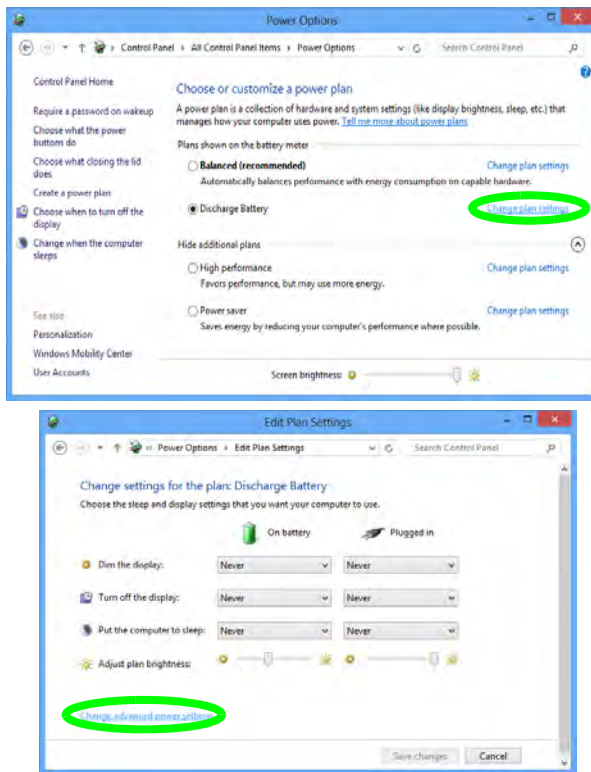 Power Options
Control Panel › All Control Panel Items › Power Options
Search Control Panel
Control Panel Home
Require a password on wakeup
Choose what the power
buttons do
Choose what closing the lid
does
Create a power plan
Choose when to turn off the
display
Change when the computer
sleeps
See also
Personalization
Windows Mobility Center
User Accounts
Choose or customize a power plan
A power plan is a collection of hardware and system settings (like display brightness, sleep, etc.) that
manages how your computer uses power. Tell me more about power plans
Plans shown on the battery meter
Balanced (recommended) Change plan settings
Automatically balances performance with energy consumption on capable hardware.
Discharge Battery Change plan settings
Hide additional plans
High performance Change plan settings
Favors performance, but may use more energy.
Power saver Change plan settings
Saves energy by reducing your computer's performance where possible.
Screen brightness:
Edit Plan Settings
« Power Options › Edit Plan Settings
Search Control Panel
Change settings for the plan: Discharge Battery
Choose the sleep and display settings that you want your computer to use.
On battery Plugged in
Dim the display: Never Never
Turn off the display: Never Never
Put the computer to sleep: Never Never
Adjust plan brightness:
Change advanced power settings
Save changes Cancel